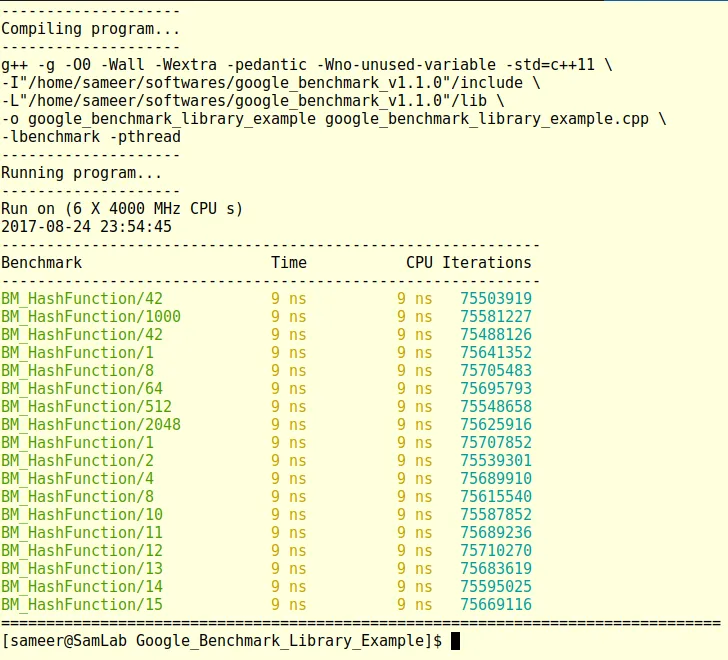 --------------------
Compiling program...
--------------------
g++ -g -O0 -Wall -Wextra -pedantic -Wno-unused-variable -std=c++11 \
-I"/home/sameer/softwares/google_benchmark_v1.1.0"/include \
-L"/home/sameer/softwares/google_benchmark_v1.1.0"/lib \
-o google_benchmark_library_example google_benchmark_library_example.cpp \
-lbenchmark -pthread
--------------------
Running program...
--------------------
Run on (6 X 4000 MHz CPU s)
2017-08-24 23:54:45
------------------------------------------------------------
Benchmark                     Time           CPU Iterations
------------------------------------------------------------
BM_HashFunction/42            9 ns          9 ns   75503919
BM_HashFunction/1000          9 ns          9 ns   75581227
BM_HashFunction/42            9 ns          9 ns   75488126
BM_HashFunction/1             9 ns          9 ns   75641352
BM_HashFunction/8             9 ns          9 ns   75705483
BM_HashFunction/64            9 ns          9 ns   75695793
BM_HashFunction/512           9 ns          9 ns   75548658
BM_HashFunction/2048          9 ns          9 ns   75625916
BM_HashFunction/1             9 ns          9 ns   75707852
BM_HashFunction/2             9 ns          9 ns   75539301
BM_HashFunction/4             9 ns          9 ns   75689910
BM_HashFunction/8             9 ns          9 ns   75615540
BM_HashFunction/10            9 ns          9 ns   75587852
BM_HashFunction/11            9 ns          9 ns   75689236
BM_HashFunction/12            9 ns          9 ns   75710270
BM_HashFunction/13            9 ns          9 ns   75683619
BM_HashFunction/14            9 ns          9 ns   75595025
BM_HashFunction/15            9 ns          9 ns   75669116
================================================================================
[sameer@SamLab Google_Benchmark_Library_Example]$